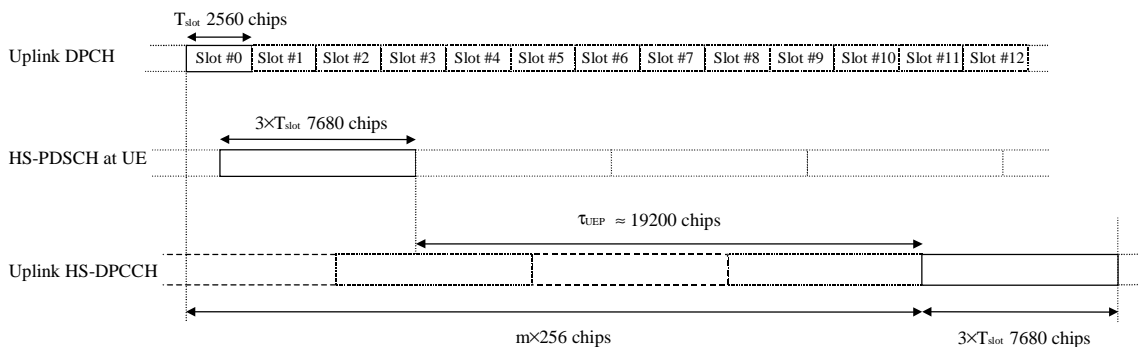 Tslot 2560 chips
Uplink DPCH Slot #0 Slot #1 Slot #2 Slot #3 Slot #4 Slot #5 Slot #6 Slot #7 Slot #8 Slot #9 Slot #10 Slot #11 Slot #12
3×Tslot 7680 chips
HS-PDSCH at UE
τUEP ≈ 19200 chips
Uplink HS-DPCCH
m×256 chips 3×Tslot 7680 chips